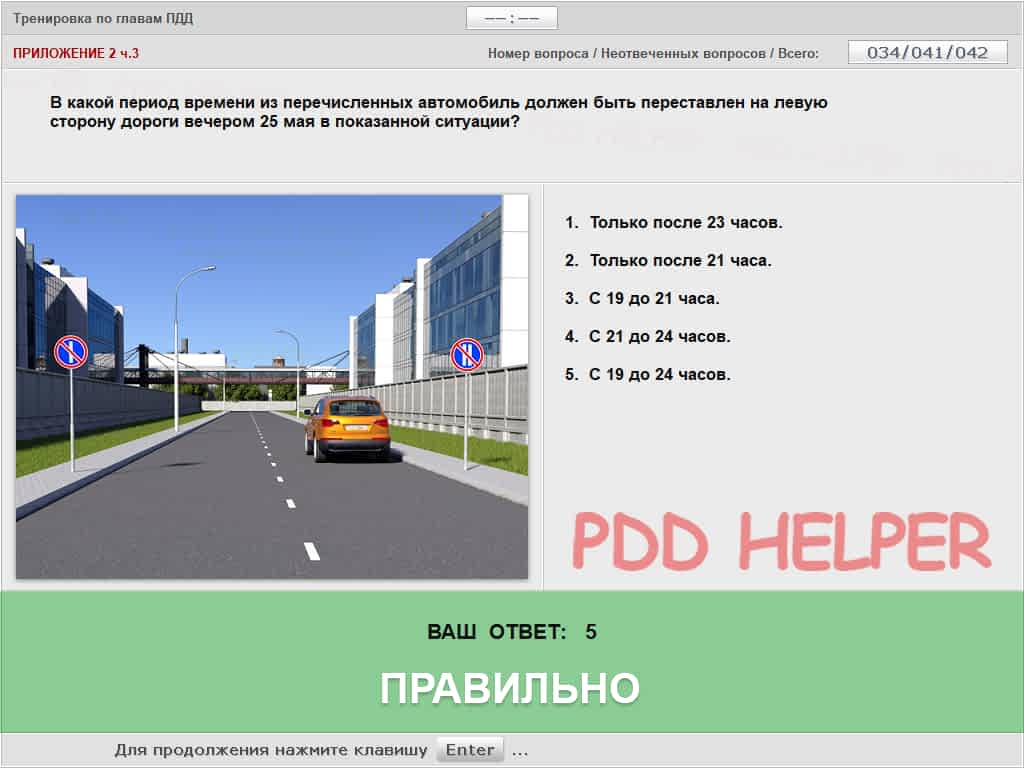 Тренировка по главам ПДД
—— : ——
ПРИЛОЖЕНИЕ 2 ч.3
Номер вопроса / Неотвеченных вопросов / Всего:
034/041/042
В какой период времени из перечисленных автомобиль должен быть переставлен на левую
сторону дороги вечером 25 мая в показанной ситуации?
1. Только после 23 часов.
2. Только после 21 часа.
3. С 19 до 21 часа.
4. С 21 до 24 часов.
5. С 19 до 24 часов.
PDD HELPER
ВАШ ОТВЕТ: 5
ПРАВИЛЬНО
Для продолжения нажмите клавишу Enter ...